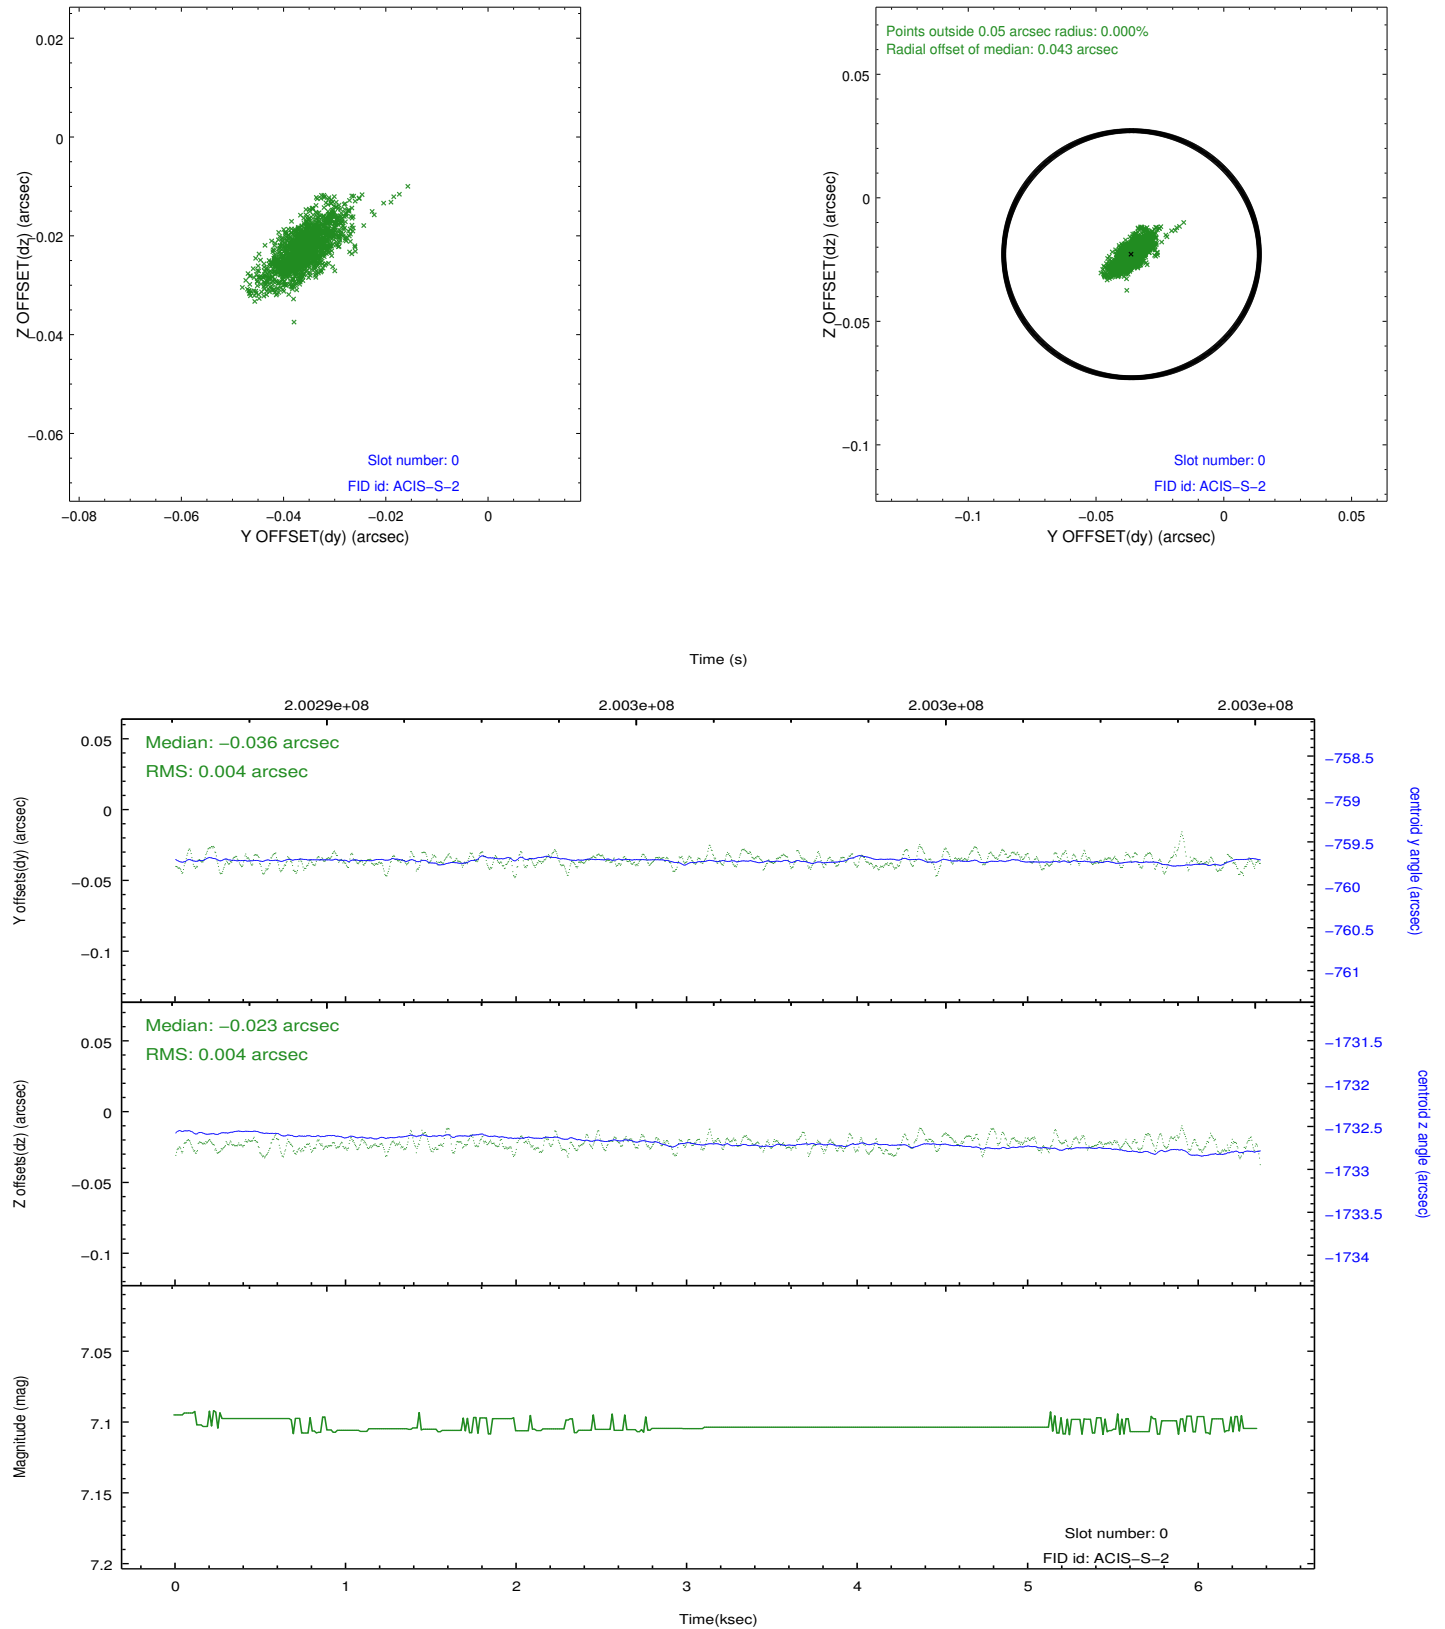 0.02
0
−0.02
−0.04
−0.06
Z OFFSET(dz) (arcsec)
Slot number: 0
FID id: ACIS−S−2
−0.08
−0.06
−0.04
−0.02
0
Y OFFSET(dy) (arcsec)
Points outside 0.05 arcsec radius: 0.000%
Radial offset of median: 0.043 arcsec
0.05
0
−0.05
−0.1
Z OFFSET(dz) (arcsec)
Slot number: 0
FID id: ACIS−S−2
−0.1
−0.05
0
0.05
Y OFFSET(dy) (arcsec)
Time (s)
2.0029e+08
2.003e+08
2.003e+08
2.003e+08
Median: −0.036 arcsec
RMS: 0.004 arcsec
0.05
0
−0.05
−0.1
Y offsets(dy) (arcsec)
−758.5
−759
−759.5
−760
−760.5
−761
centroid y angle (arcsec)
Median: −0.023 arcsec
RMS: 0.004 arcsec
0.05
0
−0.05
−0.1
Z offsets(dz) (arcsec)
−1731.5
−1732
−1732.5
−1733
−1733.5
−1734
centroid z angle (arcsec)
7.05
7.1
7.15
7.2
Magnitude (mag)
Slot number: 0
FID id: ACIS−S−2
0
1
2
3
4
5
6
Time(ksec)